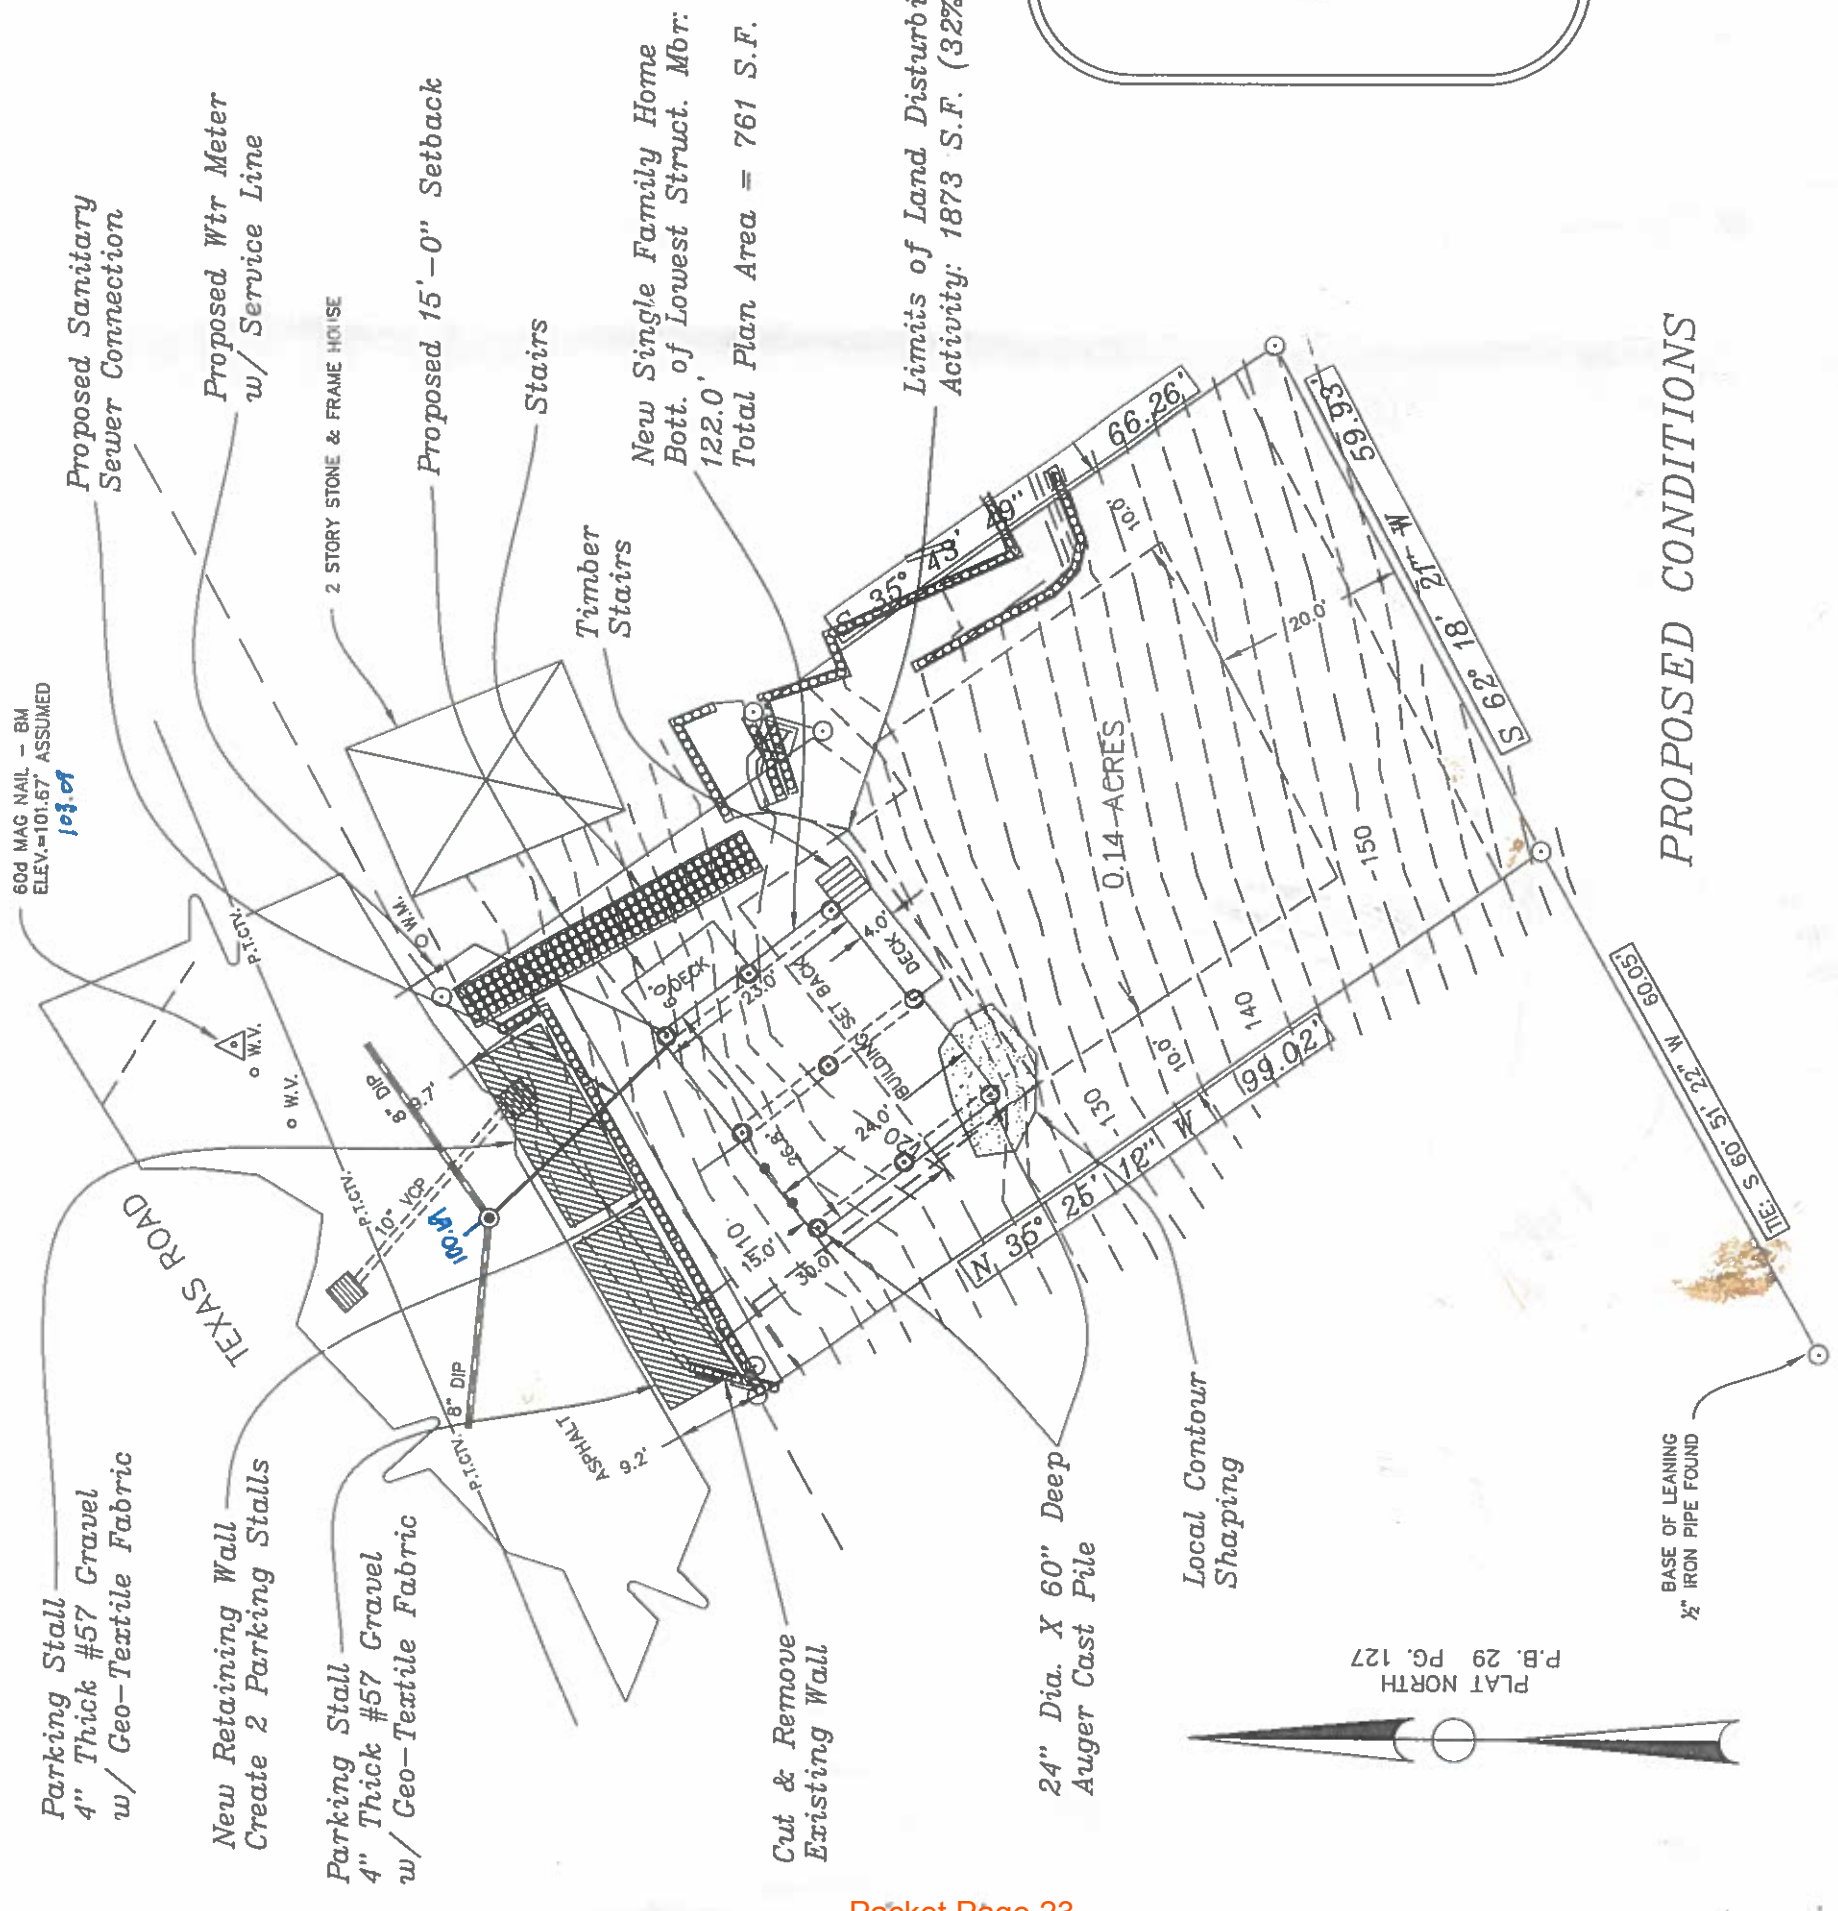 60d MAG NAIL - BM
ELEV.=101.67' ASSUMED
103.09
Proposed Sanitary
Sewer Connection
Proposed Wtr Meter
w/ Service Line
2 STORY STONE & FRAME HOUSE
Proposed 15'-0" Setback
Stairs
Timber
Stairs
New Single Family Home
Bott. of Lowest Struct. Mbr:
122.0'
Total Plan Area = 761 S.F.
Limits of Land Disturbi
Activity: 1873 S.F. (32%
Parking Stall
4" Thick #57 Gravel
w/ Geo-Textile Fabric
New Retaining Wall
Create 2 Parking Stalls
Parking Stall
4" Thick #57 Gravel
w/ Geo-Textile Fabric
Cut & Remove
Existing Wall
24" Dia. X 60" Deep
Auger Cast Pile
Local Contour
Shaping
TEXAS ROAD
P.T.CTV.
W.M.
W.V.
W.V.
8" DIP
8.7'
P.T.CTV.
10" VCP
100.19
8" DIP
P.T.CTV.
ASPHALT
9.2'
DECK
6.0'
23.0'
BUILDING SET BACK
4.0'
DECK
26.8'
24.0'
120
110
15.0'
30.0'
130
140
150
10.0'
10.0'
20.0'
0.14 ACRES
S 35° 43' 49"
66.26'
59.93'
S 62° 18' 21" W
N 35° 25' 12" W
99.02'
TIE: S 60° 51' 22" W 60.05'
BASE OF LEANING
½" IRON PIPE FOUND
PLAT NORTH
P.B. 29 PG. 127
PROPOSED CONDITIONS
Packet Page 23